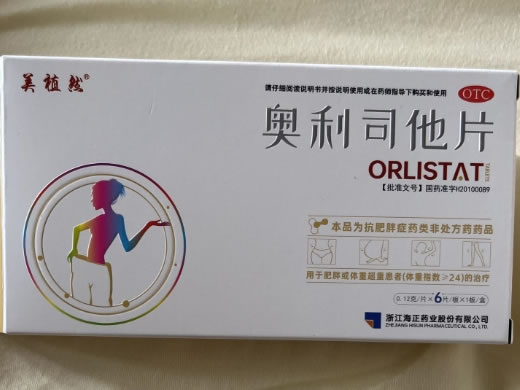 美植然®
请仔细阅读说明书并按说明使用或在药师指导下购买和使用
OTC
奥利司他片
ORLISTAT
TABLETS
【批准文号】国药准字H20100089
本品为抗肥胖症药类非处方药药品
用于肥胖或体重超重患者(体重指数≥24)的治疗
0.12克/片×6片/板×1板/盒
浙江海正药业股份有限公司
ZHEJIANG HISUN PHARMACEUTICAL CO., LTD.